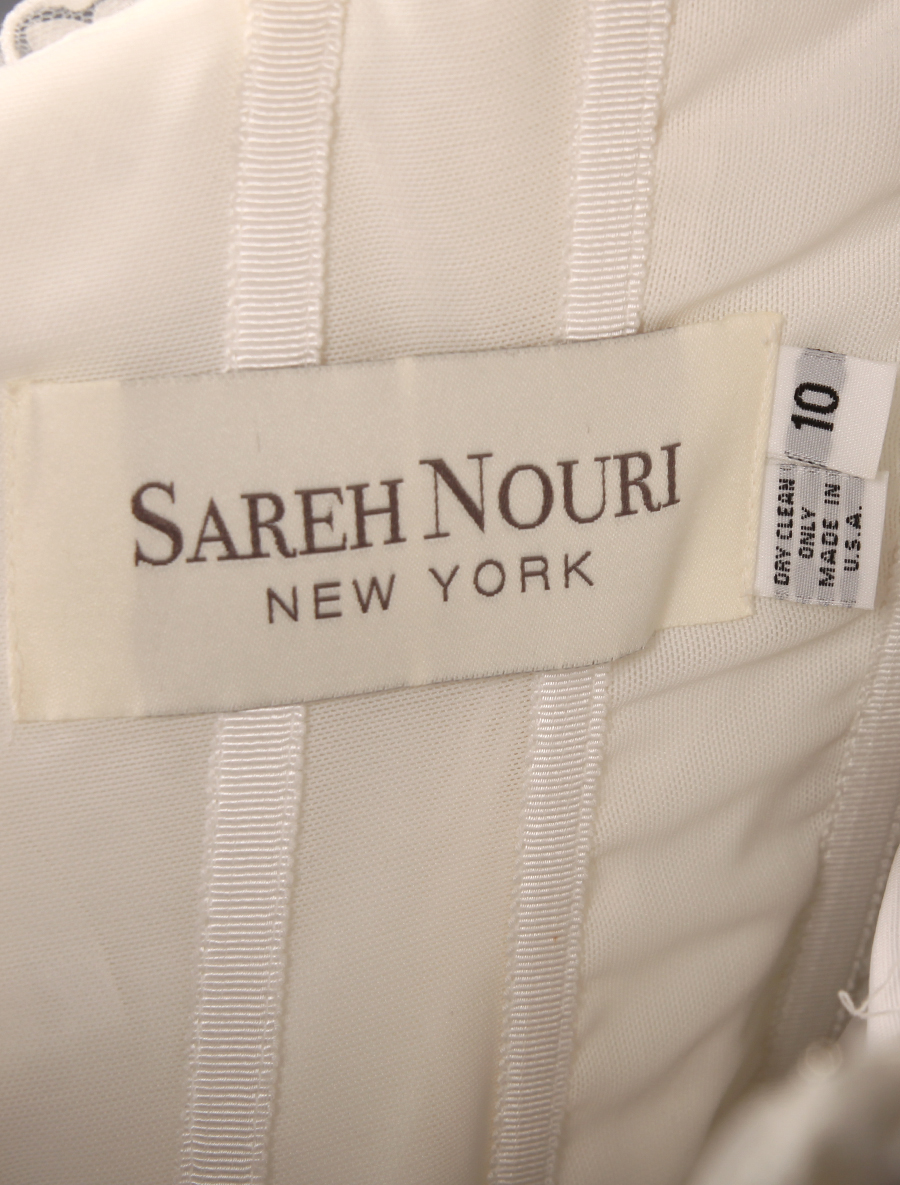 SAREH NOURI
NEW YORK
10
DRY CLEAN
ONLY
MADE IN
U.S.A.